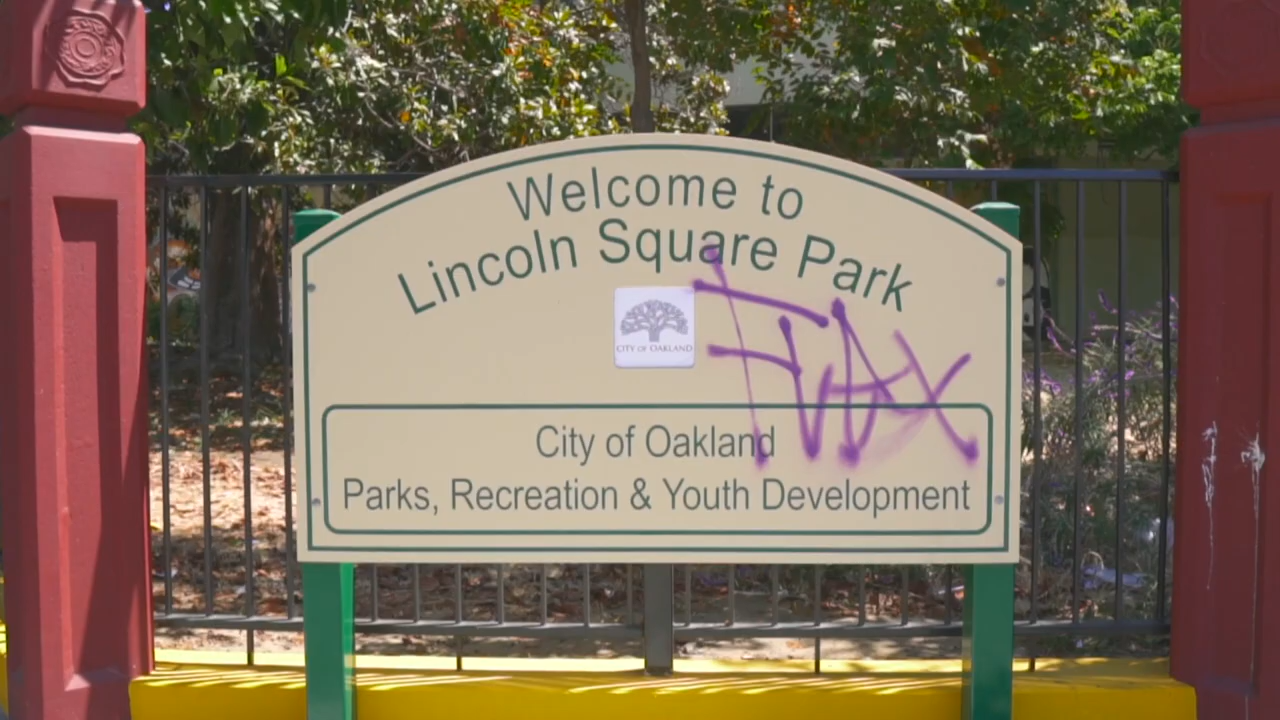 Welcome to
Lincoln Square Park
CITY OF OAKLAND
City of Oakland
Parks, Recreation & Youth Development